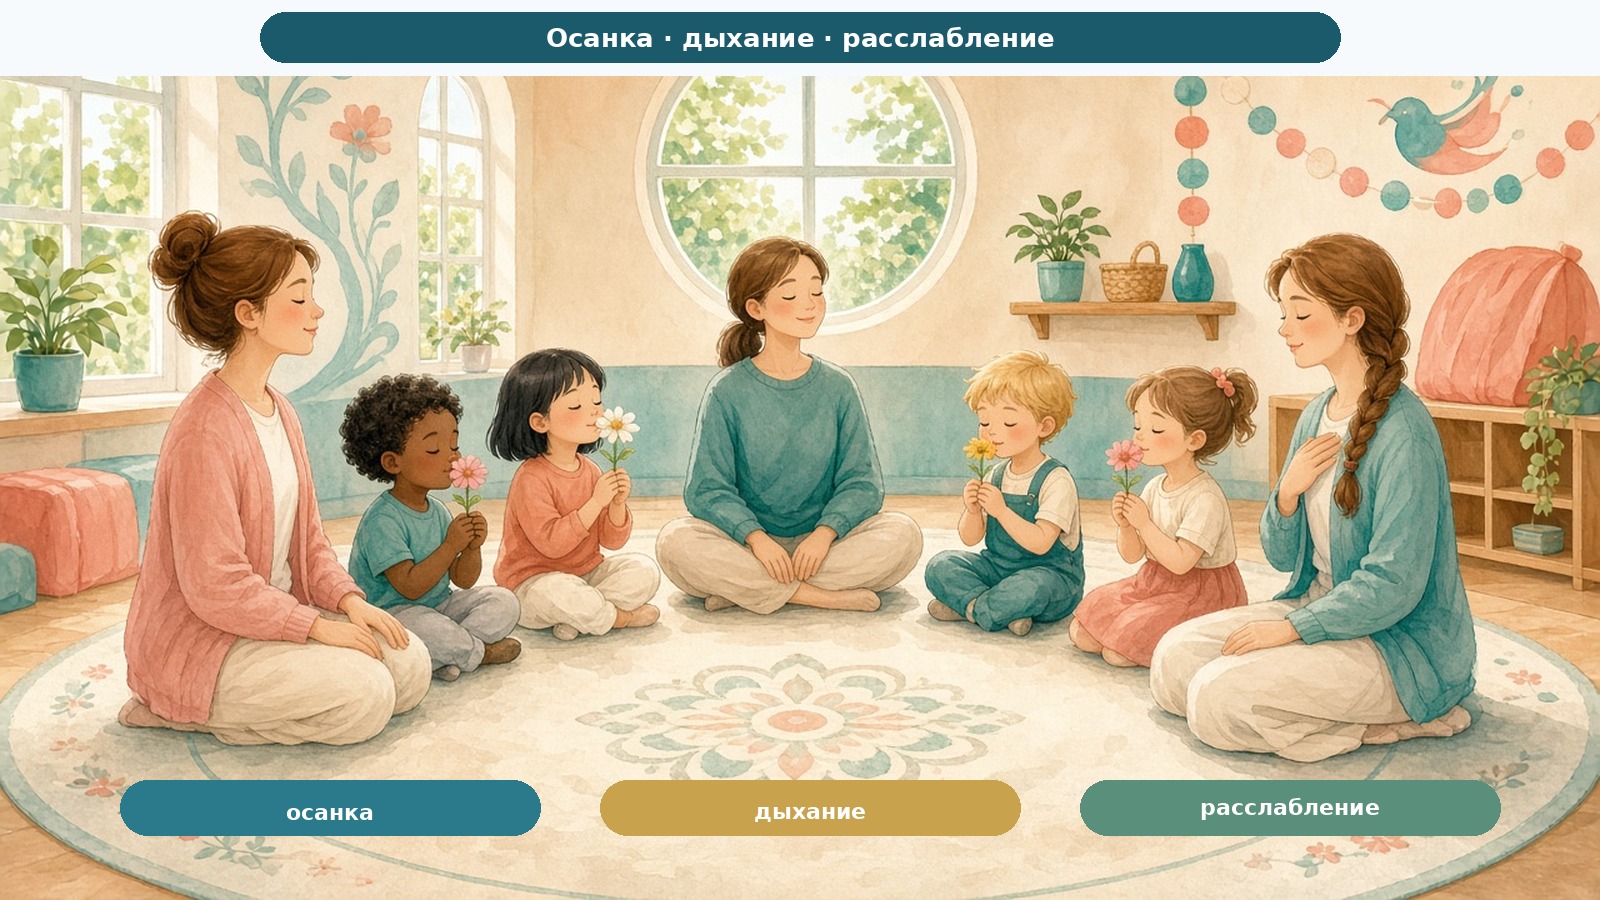 Осанка · дыхание · расслабление
осанка
дыхание
расслабление